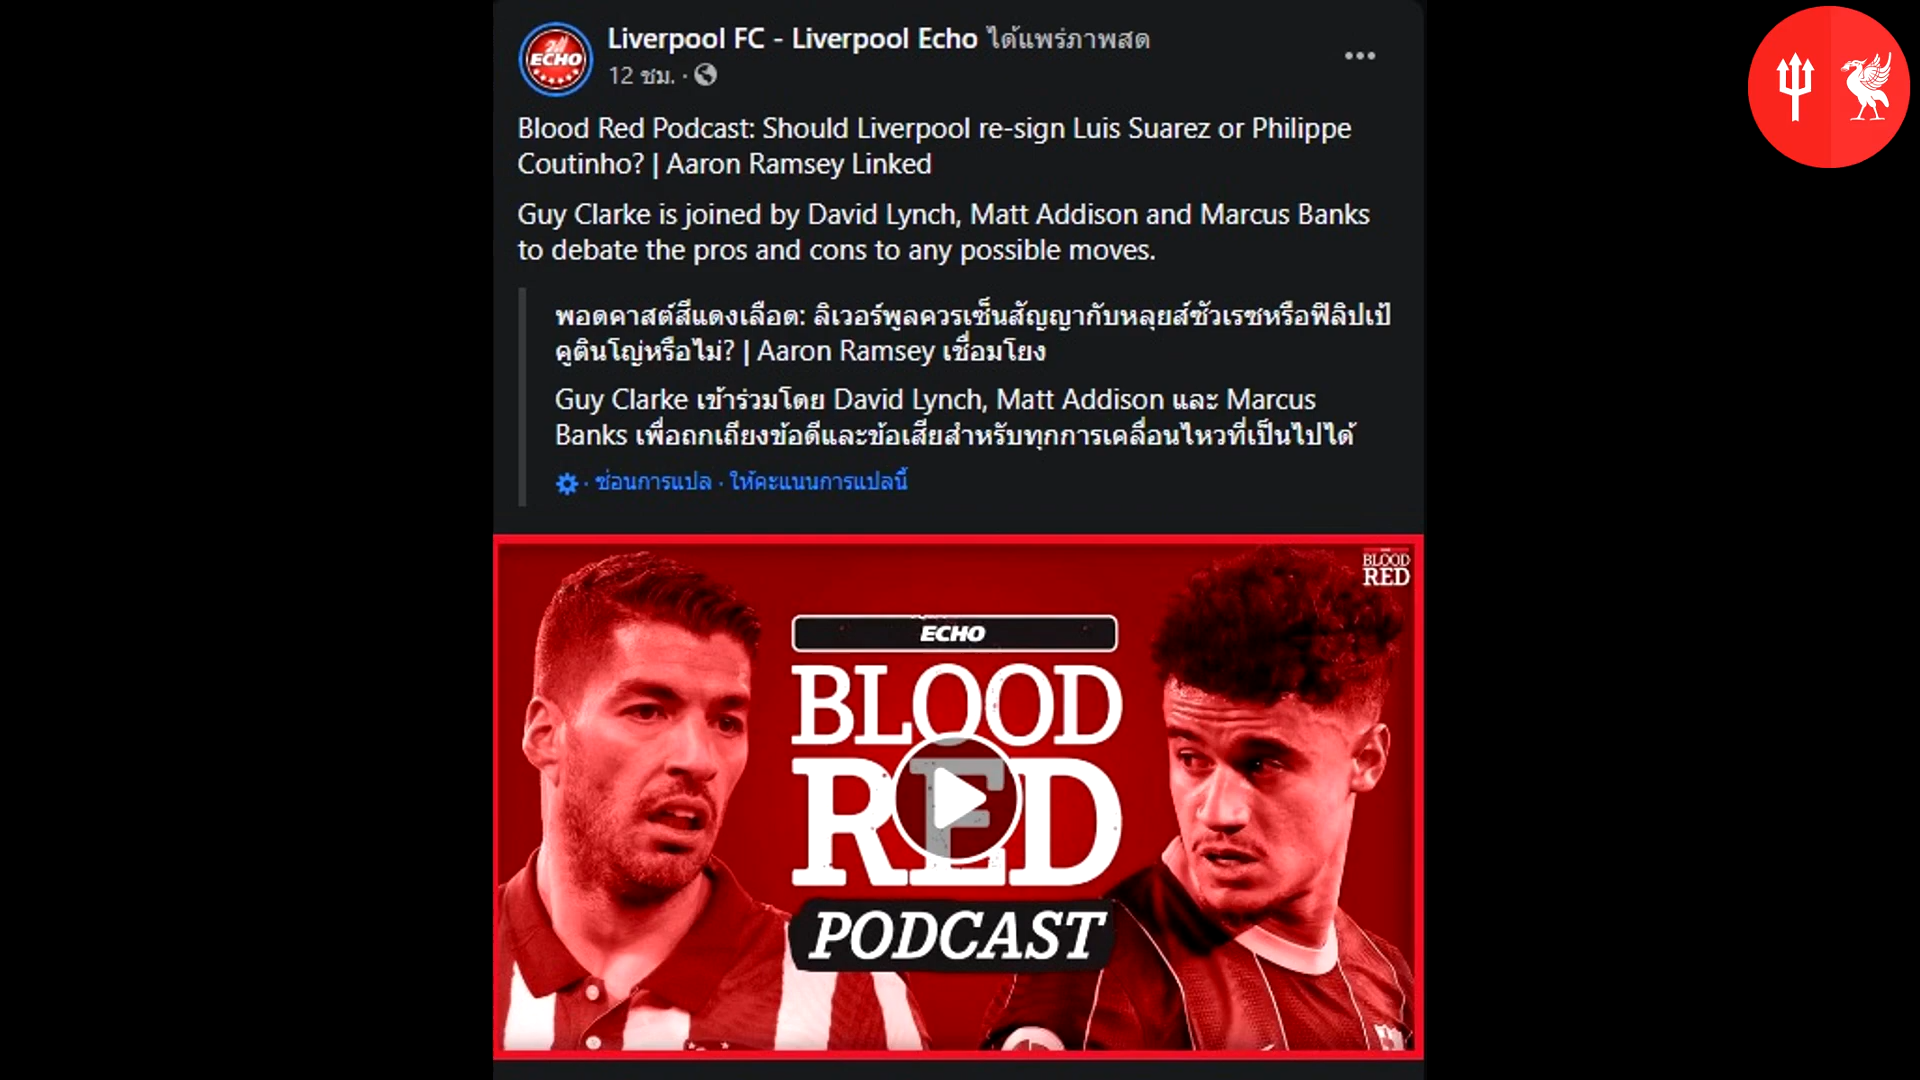 ECHO
Liverpool FC - Liverpool Echo ได้แพร่ภาพสด
12 ชม. ·
Blood Red Podcast: Should Liverpool re-sign Luis Suarez or Philippe
Coutinho? | Aaron Ramsey Linked
Guy Clarke is joined by David Lynch, Matt Addison and Marcus Banks
to debate the pros and cons to any possible moves.
พอดคาสต์สีแดงเลือด: ลิเวอร์พูลควรเซ็นสัญญากับหลุยส์ซัวเรซหรือฟิลิปเป้
คูตินโญ่หรือไม่? | Aaron Ramsey เชื่อมโยง
Guy Clarke เข้าร่วมโดย David Lynch, Matt Addison และ Marcus
Banks เพื่อถกเถียงข้อดีและข้อเสียสำหรับทุกการเคลื่อนไหวที่เป็นไปได้
· ซ่อนการแปล · ให้คะแนนการแปลนี้
BLOOD
RED
ECHO
BLOOD
RED
PODCAST